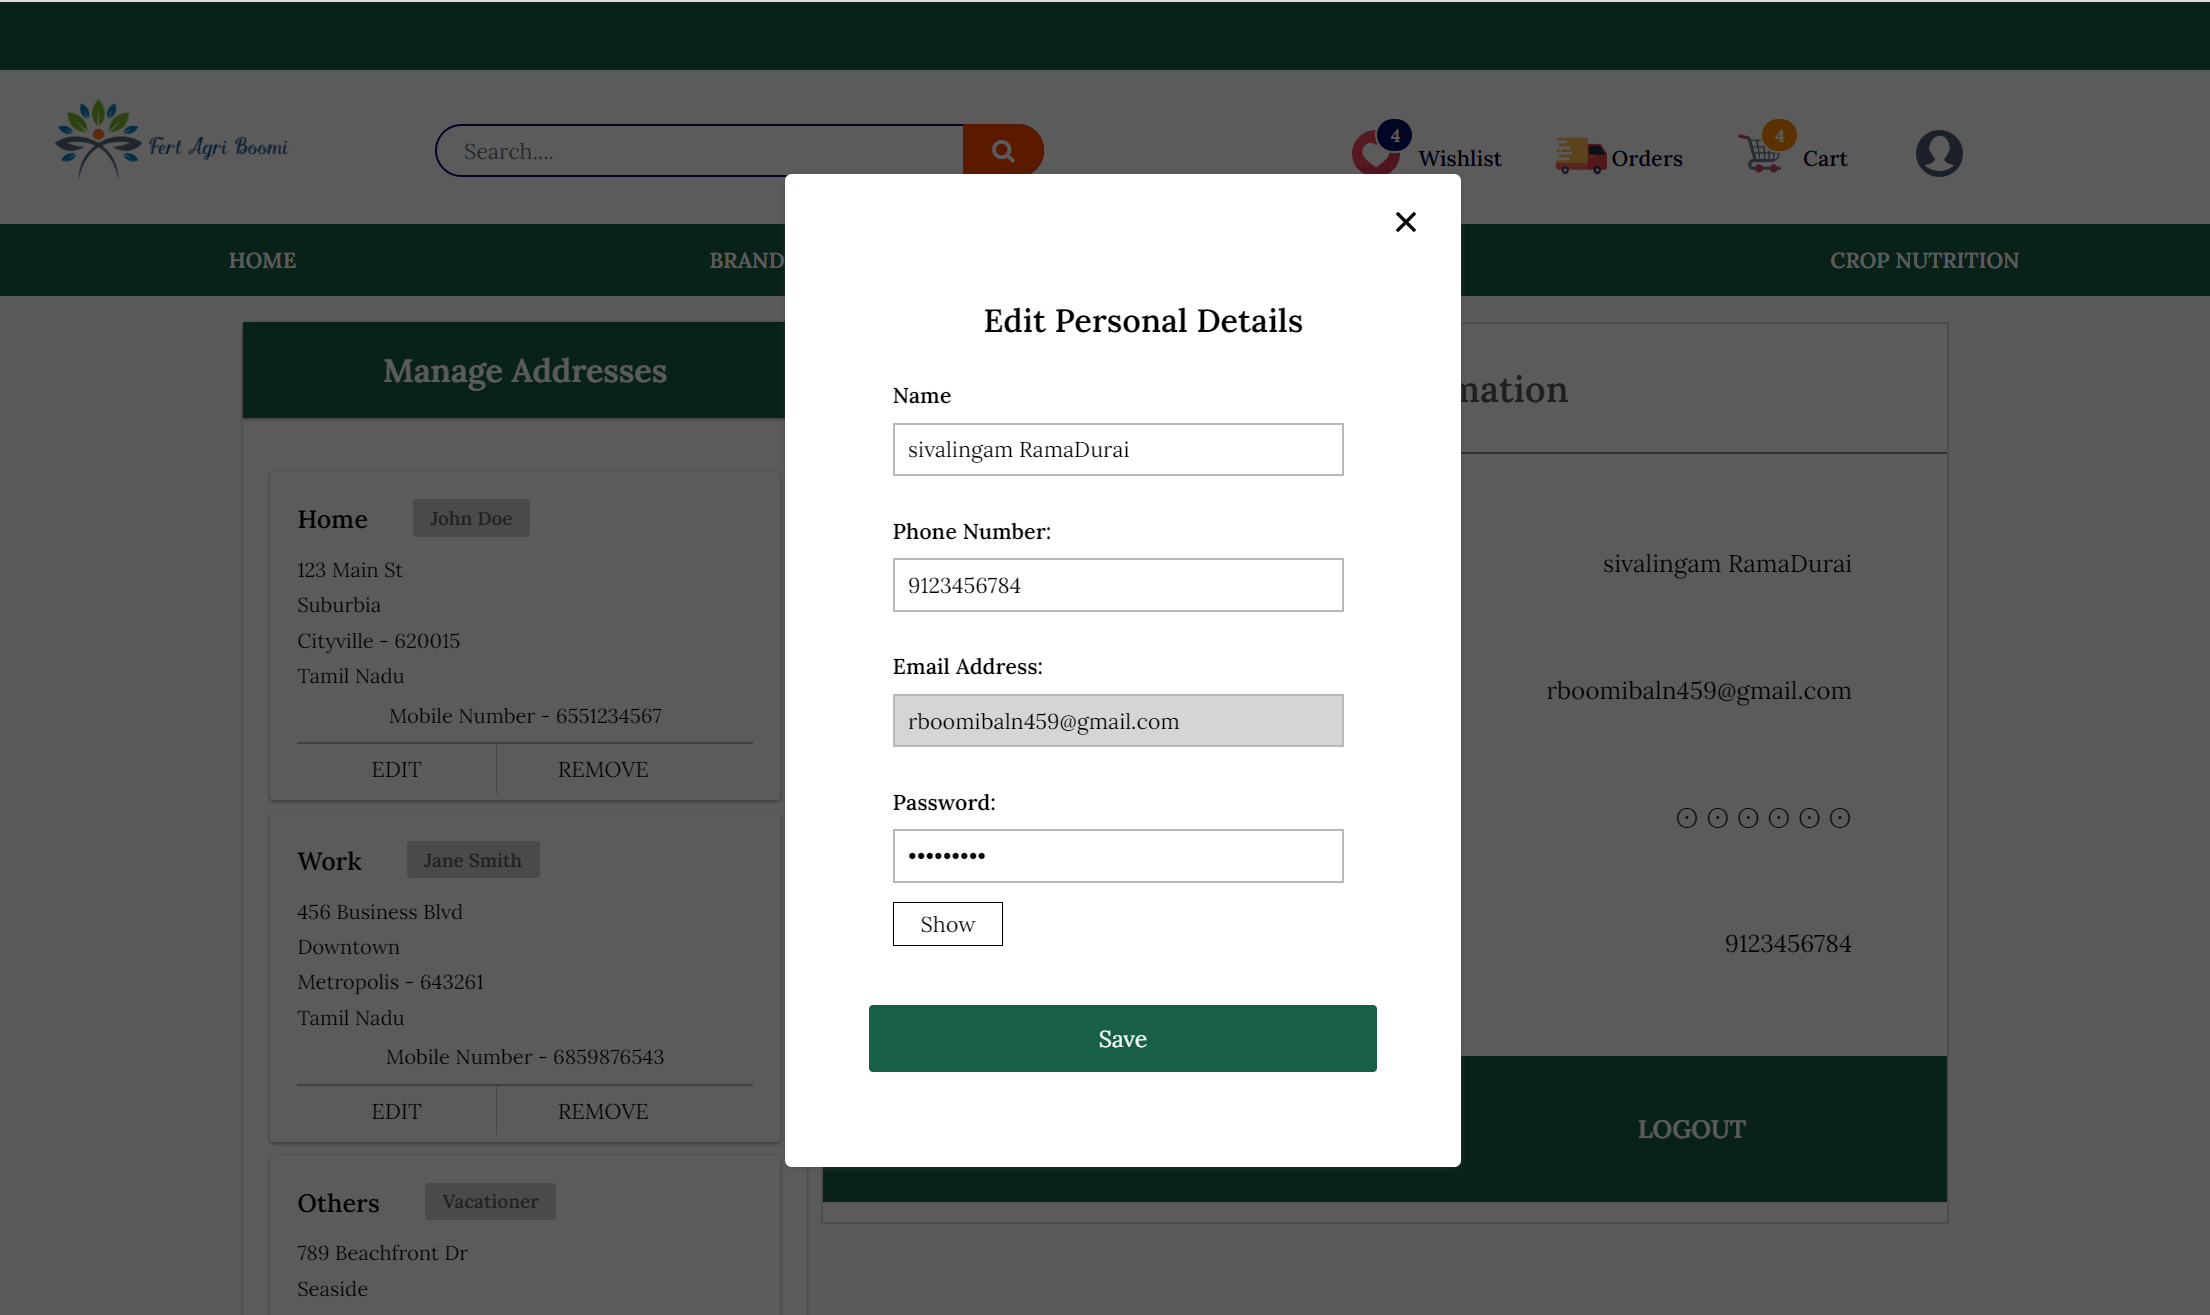 Fert Agri Boomi
Search....
4
Wishlist
Orders
4
Cart
HOME
BRAND
CROP NUTRITION
Manage Addresses
Home
John Doe
123 Main St
Suburbia
Cityville - 620015
Tamil Nadu
Mobile Number - 6551234567
EDIT
REMOVE
Work
Jane Smith
456 Business Blvd
Downtown
Metropolis - 643261
Tamil Nadu
Mobile Number - 6859876543
EDIT
REMOVE
Others
Vacationer
789 Beachfront Dr
Seaside
Edit Personal Details
Name
sivalingam RamaDurai
Phone Number:
9123456784
Email Address:
rboomibaln459@gmail.com
Password:
•••••••••
Show
Save
mation
sivalingam RamaDurai
rboomibaln459@gmail.com
⊙ ⊙ ⊙ ⊙ ⊙ ⊙
9123456784
LOGOUT